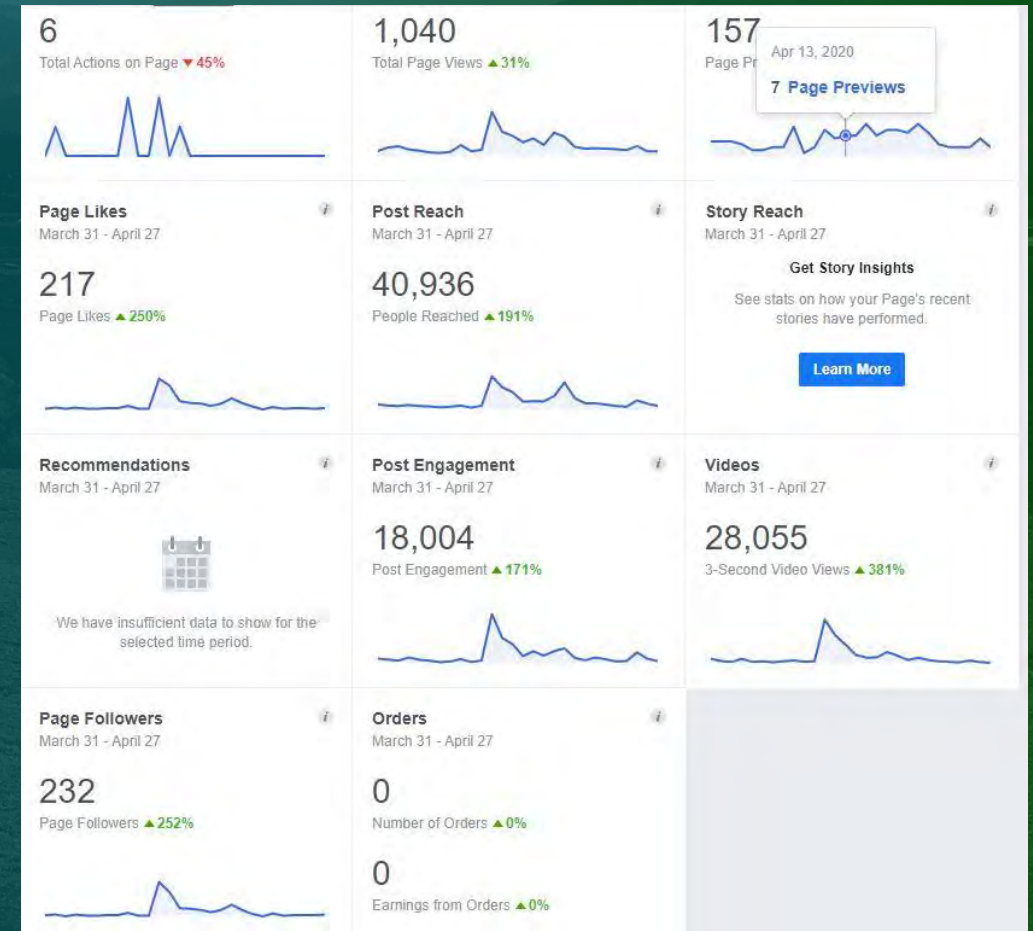 6
Total Actions on Page ▼ 45%
1,040
Total Page Views ▲ 31%
157
Page Pr
Apr 13, 2020
7 Page Previews
Page Likes
March 31 - April 27
217
Page Likes ▲ 250%
Post Reach
March 31 - April 27
40,936
People Reached ▲ 191%
Story Reach
March 31 - April 27
Get Story Insights
See stats on how your Page's recent
stories have performed.
Learn More
Recommendations
March 31 - April 27
We have insufficient data to show for the
selected time period.
Post Engagement
March 31 - April 27
18,004
Post Engagement ▲ 171%
Videos
March 31 - April 27
28,055
3-Second Video Views ▲ 381%
Page Followers
March 31 - April 27
232
Page Followers ▲ 252%
Orders
March 31 - April 27
0
Number of Orders ▲ 0%
0
Earnings from Orders ▲ 0%